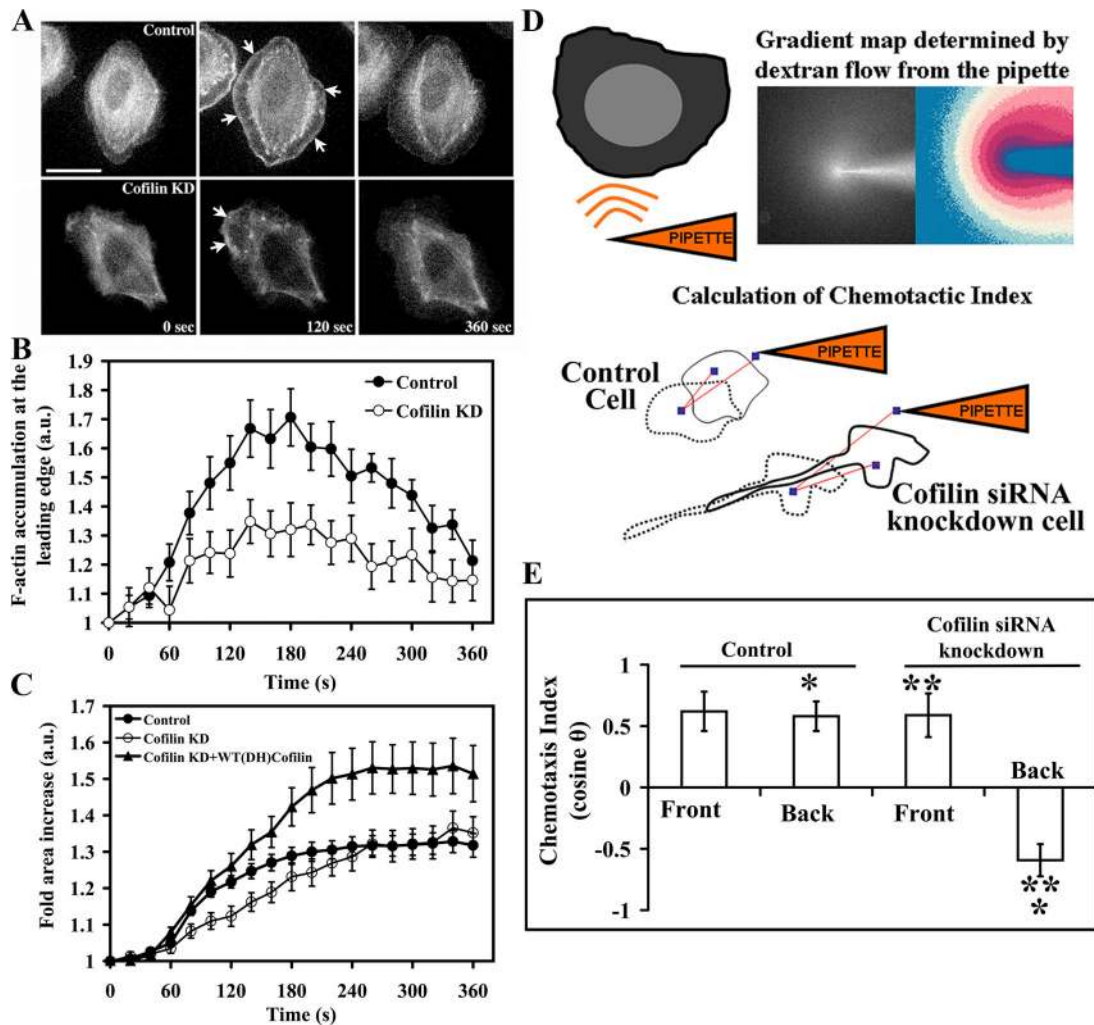 A
Control
Cofilin KD
0 sec
120 sec
360 sec
B
F-actin accumulation at the
leading edge (a.u.)
1.9
1.8
1.7
1.6
1.5
1.4
1.3
1.2
1.1
1
Control
Cofilin KD
0 60 120 180 240 300 360
Time (s)
C
Fold area increase (a.u.)
1.7
1.6
1.5
1.4
1.3
1.2
1.1
1
Control
Cofilin KD
Cofilin KD+WT(DH)Cofilin
0 60 120 180 240 300 360
Time (s)
D
Gradient map determined by
dextran flow from the pipette
PIPETTE
Calculation of Chemotactic Index
Control
Cell
PIPETTE
PIPETTE
Cofilin siRNA
knockdown cell
E
Chemotaxis Index
(cosine θ)
1
0.5
0
-0.5
-1
Control
Cofilin siRNA
knockdown
*
**
Front
Back
Front
Back
**
*